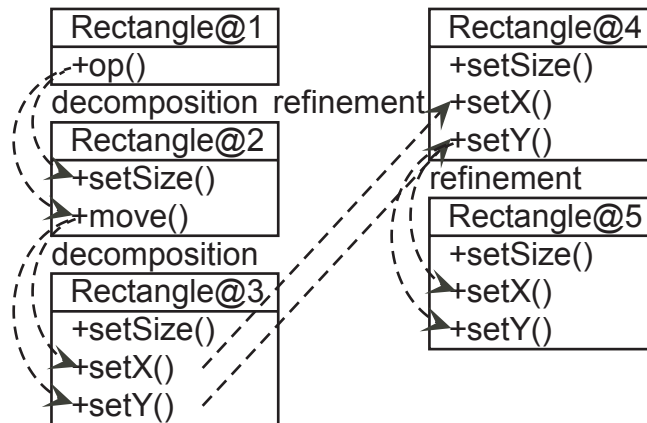 Rectangle@1
+op()
decomposition
Rectangle@2
+setSize()
+move()
decomposition
Rectangle@3
+setSize()
+setX()
+setY()
refinement
Rectangle@4
+setSize()
+setX()
+setY()
refinement
Rectangle@5
+setSize()
+setX()
+setY()